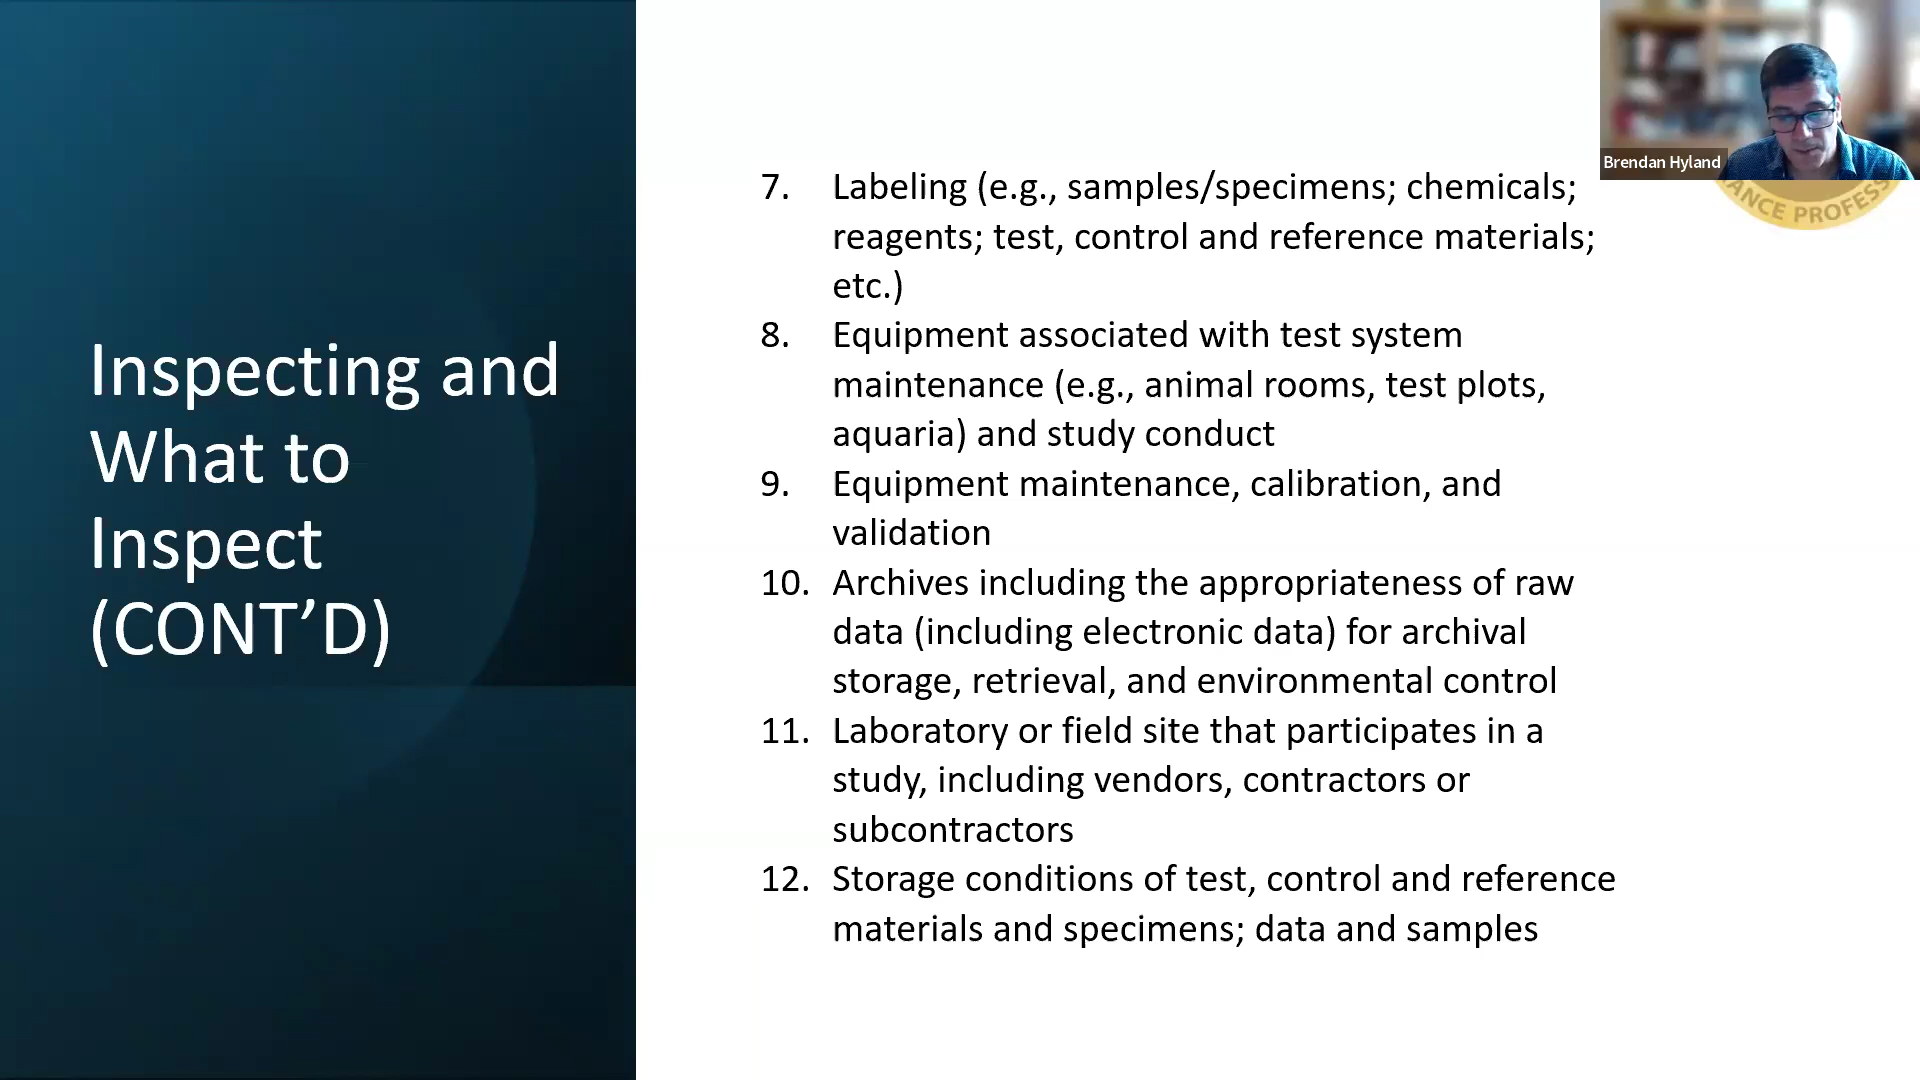 Inspecting and
What to
Inspect
(CONT’D)
7. Labeling (e.g., samples/specimens; chemicals;
reagents; test, control and reference materials;
etc.)
8. Equipment associated with test system
maintenance (e.g., animal rooms, test plots,
aquaria) and study conduct
9. Equipment maintenance, calibration, and
validation
10. Archives including the appropriateness of raw
data (including electronic data) for archival
storage, retrieval, and environmental control
11. Laboratory or field site that participates in a
study, including vendors, contractors or
subcontractors
12. Storage conditions of test, control and reference
materials and specimens; data and samples
Brendan Hyland